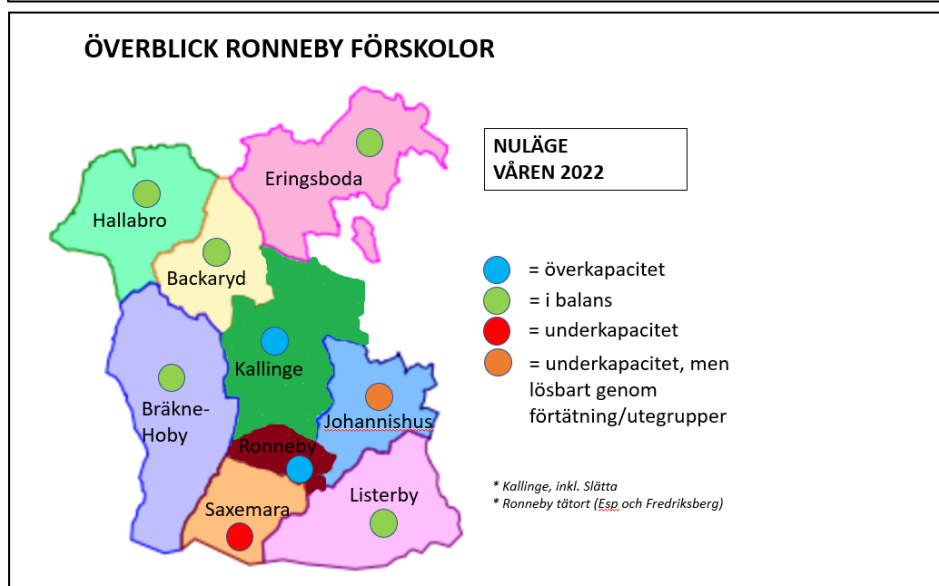 ÖVERBLICK RONNEBY FÖRSKOLOR
NULÄGE
VÅREN 2022
Eringsboda
Hallabro
Backaryd
Kallinge
Bräkne-
Hoby
Johannishus
Ronneby
Saxemara
Listerby
= överkapacitet
= i balans
= underkapacitet
= underkapacitet, men
lösbart genom
förtätning/utegrupper
* Kallinge, inkl. Slätta
* Ronneby tätort (Esp och Fredriksberg)